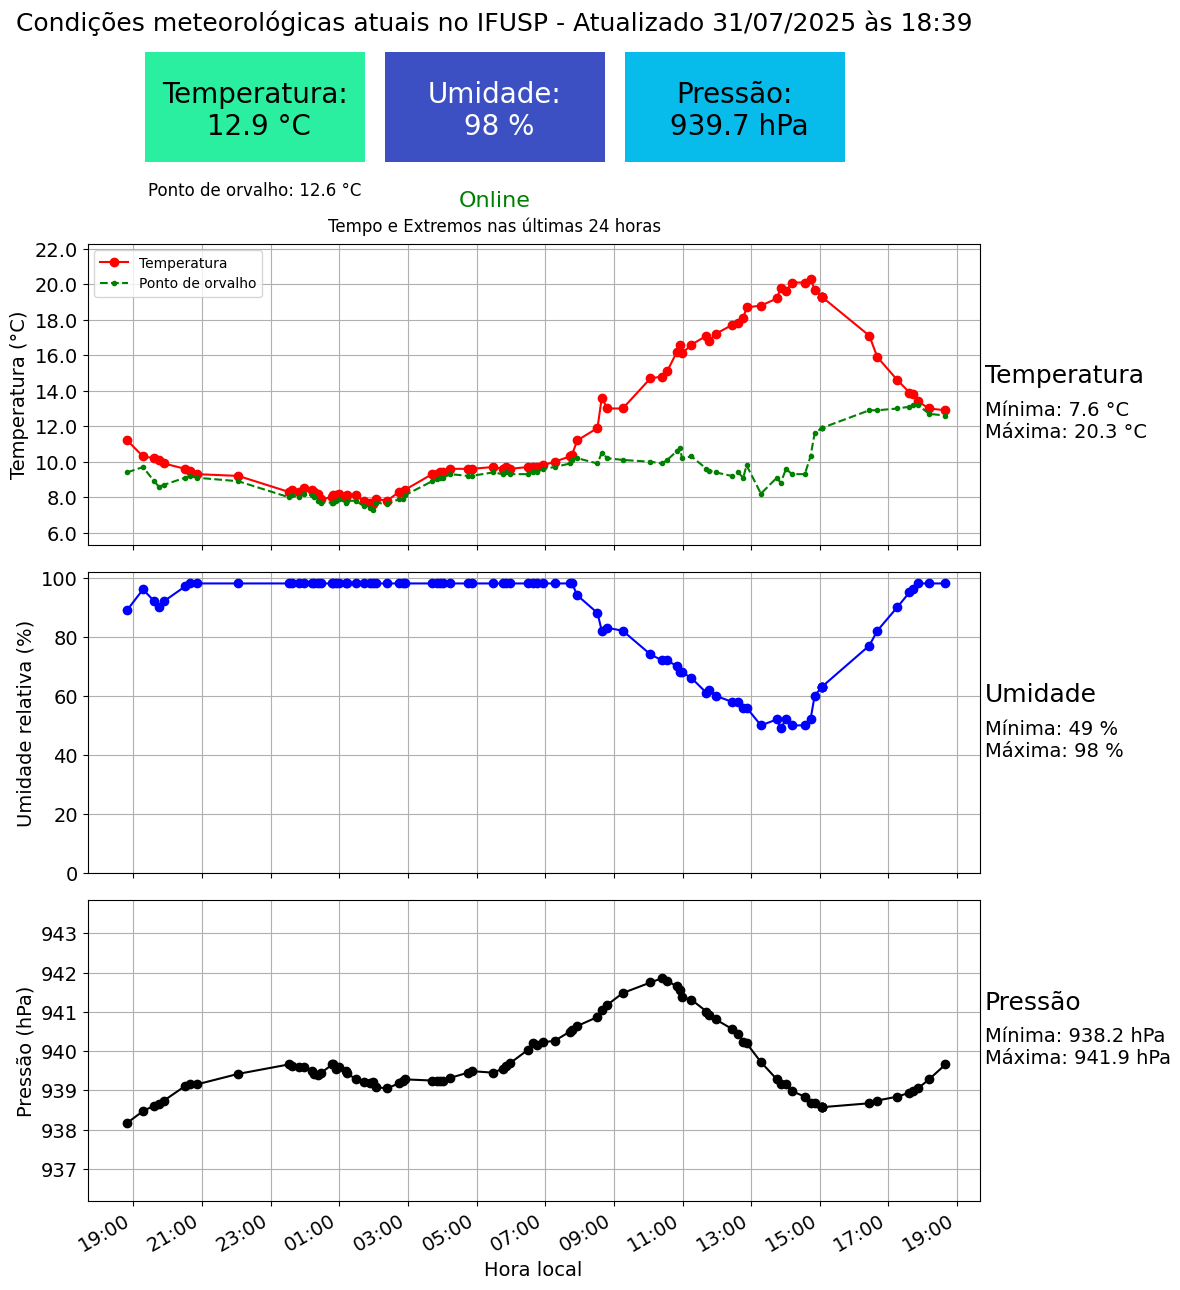 Condições meteorológicas atuais no IFUSP - Atualizado 31/07/2025 às 18:39
Temperatura:
12.9 °C
Umidade:
98 %
Pressão:
939.7 hPa
Ponto de orvalho: 12.6 °C
Online
Tempo e Extremos nas últimas 24 horas
Temperatura (°C)
22.0
20.0
18.0
16.0
14.0
12.0
10.0
8.0
6.0
Temperatura
Ponto de orvalho
Temperatura
Mínima: 7.6 °C
Máxima: 20.3 °C
Umidade relativa (%)
100
80
60
40
20
0
Umidade
Mínima: 49 %
Máxima: 98 %
Pressão (hPa)
943
942
941
940
939
938
937
Pressão
Mínima: 938.2 hPa
Máxima: 941.9 hPa
19:00
21:00
23:00
01:00
03:00
05:00
07:00
09:00
11:00
13:00
15:00
17:00
19:00
Hora local